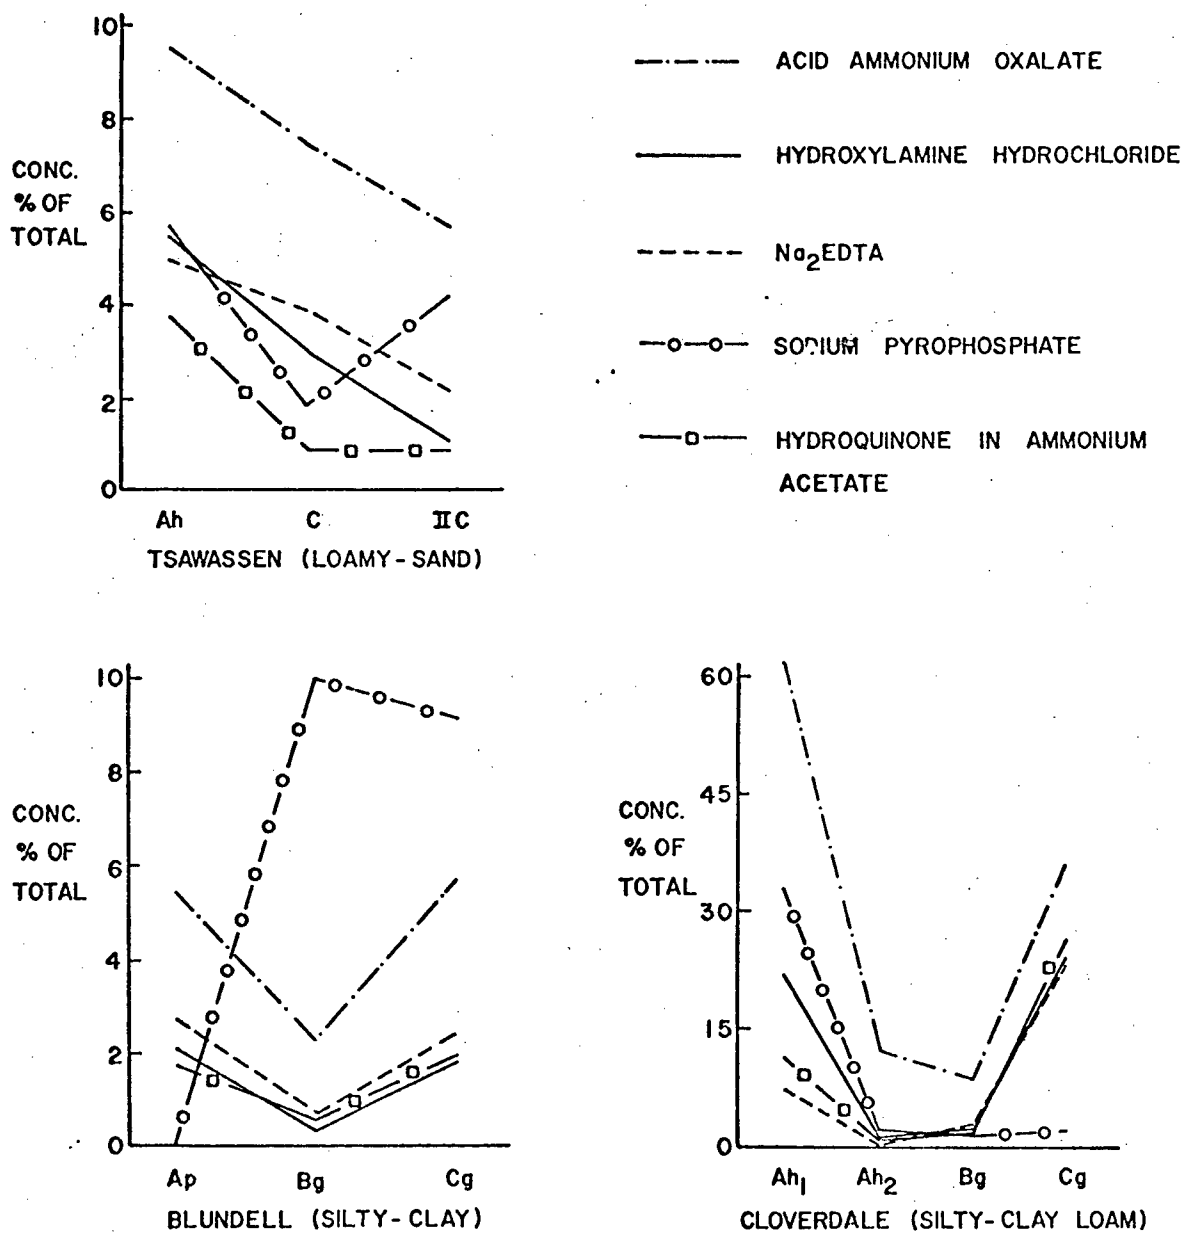 10
8
6
4
2
0
CONC.
% OF
TOTAL
Ah C II C
TSAWASSEN (LOAMY-SAND)
ACID AMMONIUM OXALATE
HYDROXYLAMINE HYDROCHLORIDE
Na2EDTA
SODIUM PYROPHOSPHATE
HYDROQUINONE IN AMMONIUM
ACETATE
10
8
6
4
2
0
CONC.
% OF
TOTAL
Ap Bg Cg
BLUNDELL (SILTY-CLAY)
60
45
30
15
0
CONC.
% OF
TOTAL
Ah1 Ah2 Bg Cg
CLOVERDALE (SILTY-CLAY LOAM)